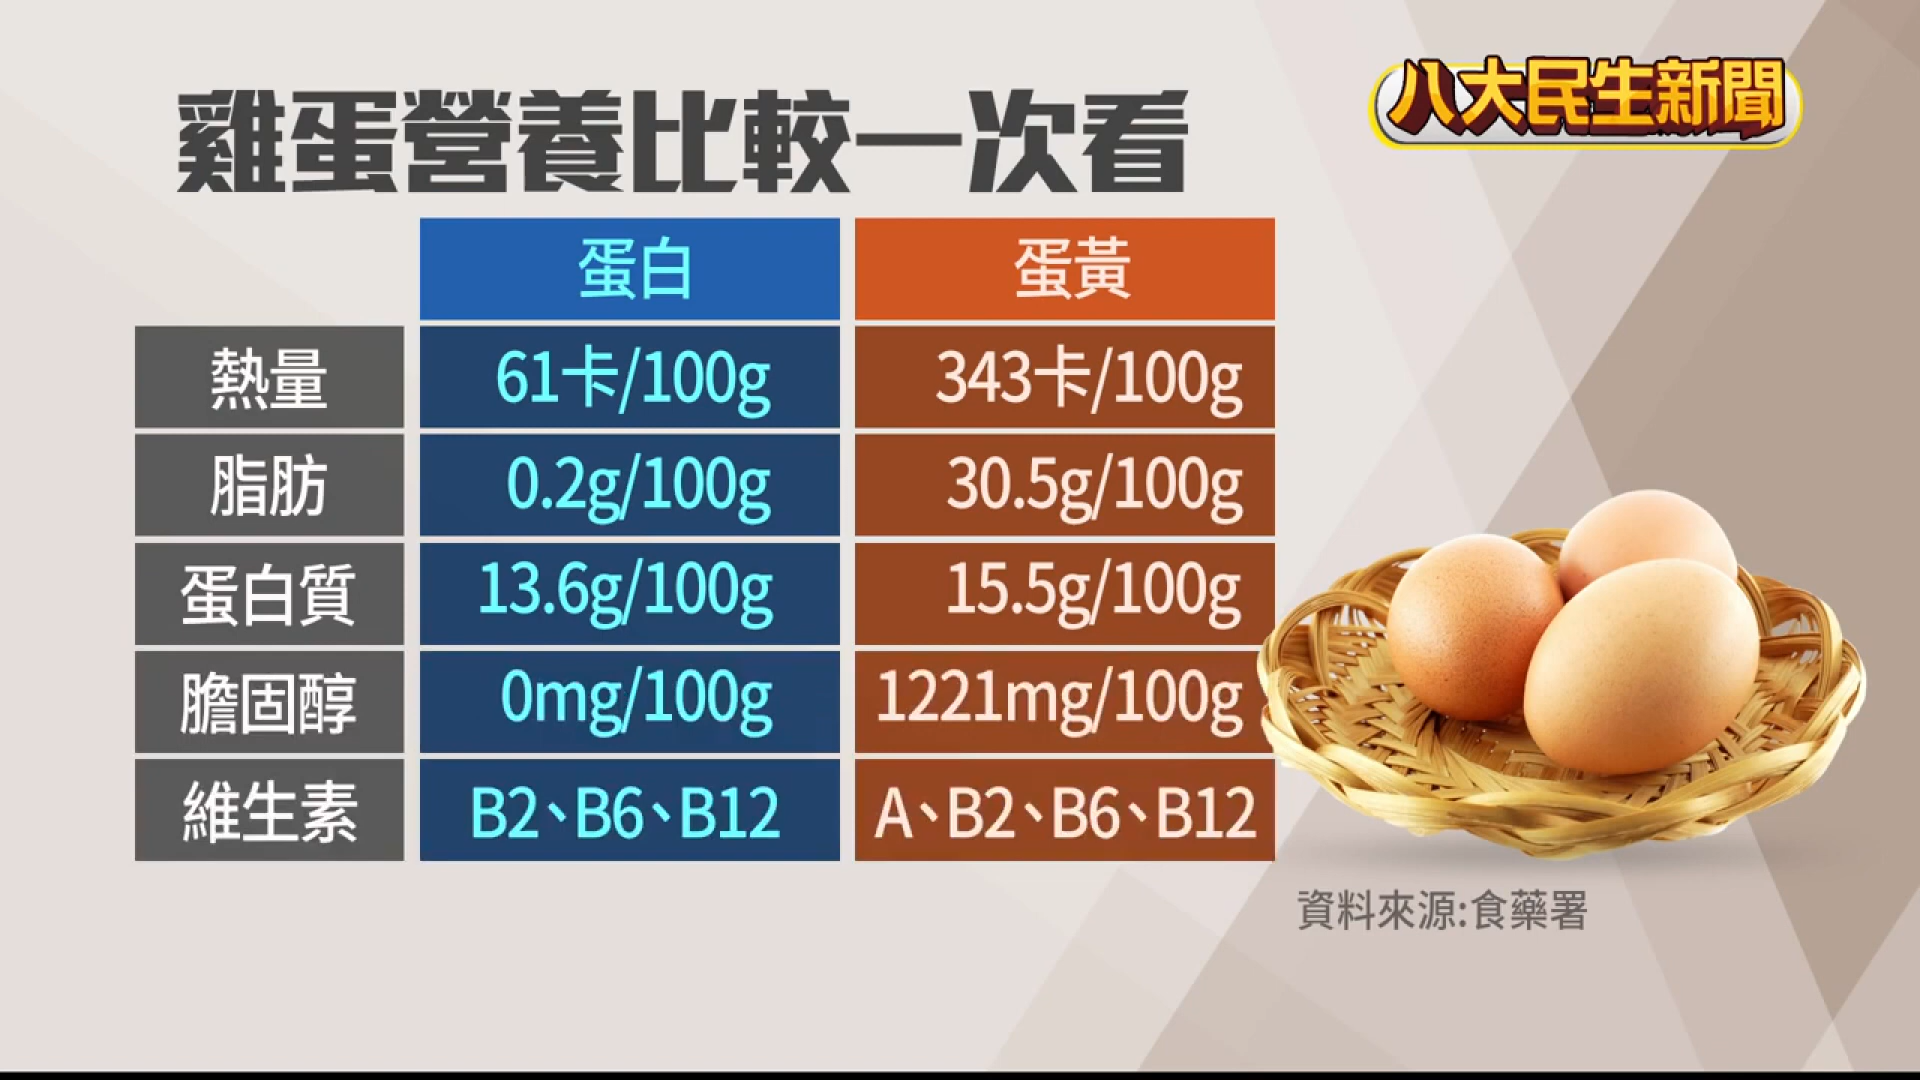 八大民生新聞
雞蛋營養比較一次看
蛋白 蛋黃
熱量 61卡/100g 343卡/100g
脂肪 0.2g/100g 30.5g/100g
蛋白質 13.6g/100g 15.5g/100g
膽固醇 0mg/100g 1221mg/100g
維生素 B2、B6、B12 A、B2、B6、B12
資料來源:食藥署